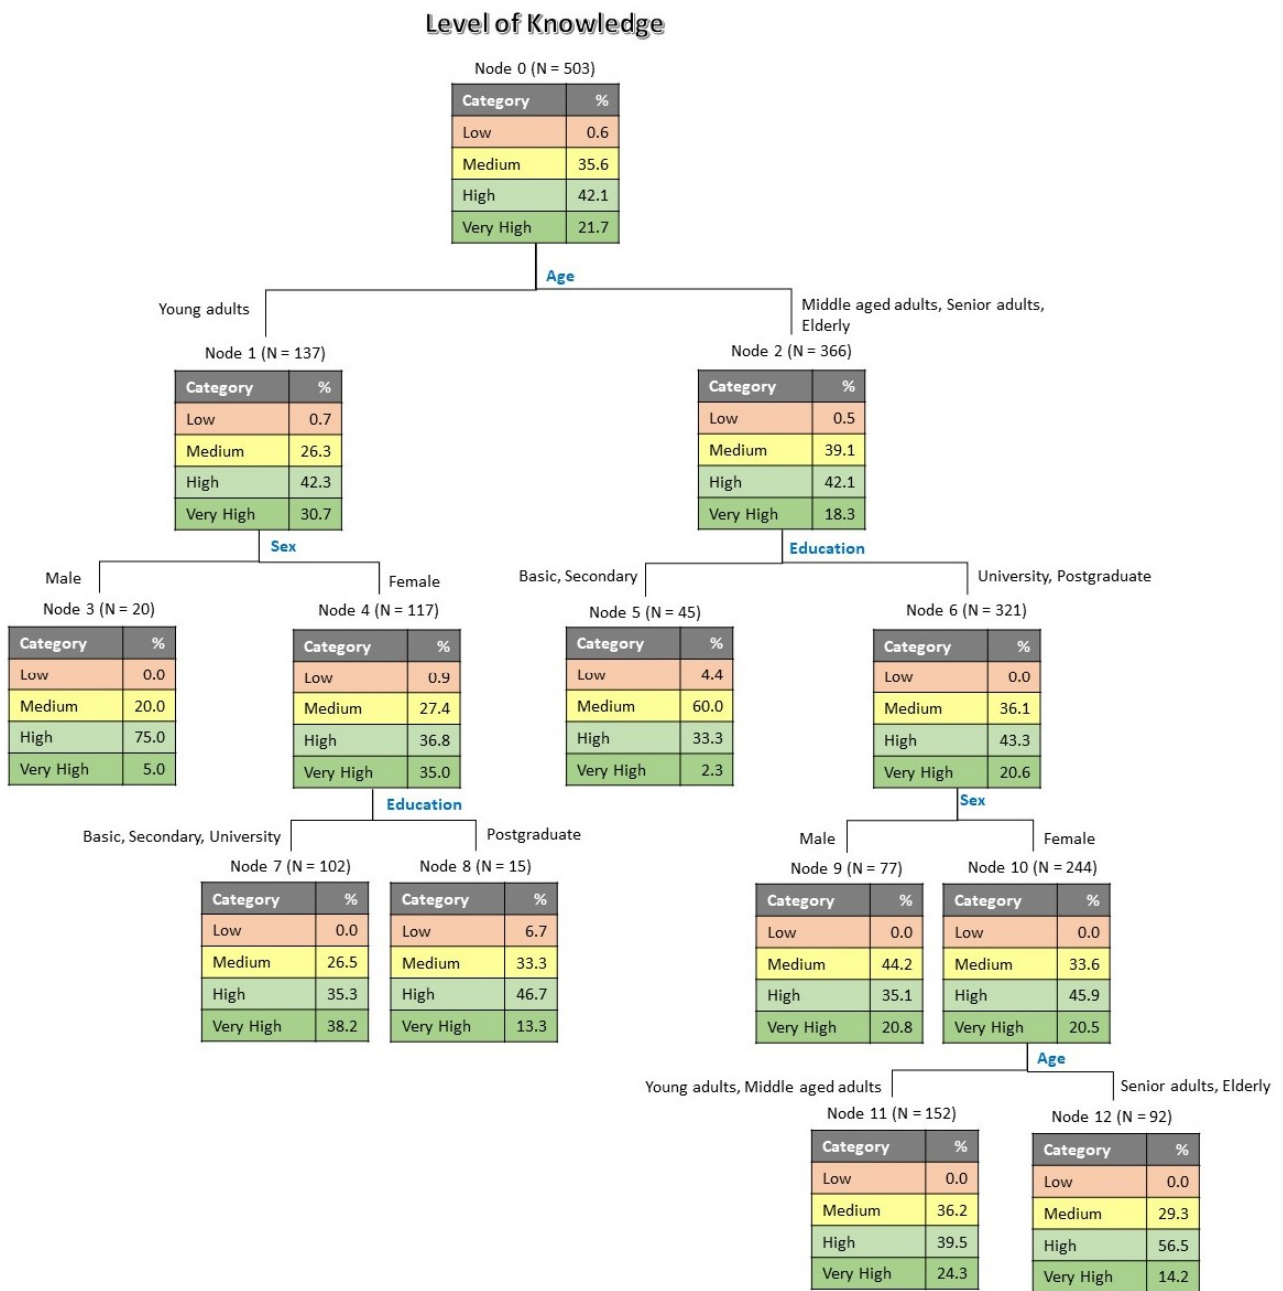 Level of Knowledge
Node 0 (N = 503)
Category %
Low 0.6
Medium 35.6
High 42.1
Very High 21.7
Age
Young adults
Middle aged adults, Senior adults,
Elderly
Node 1 (N = 137)
Category %
Low 0.7
Medium 26.3
High 42.3
Very High 30.7
Node 2 (N = 366)
Category %
Low 0.5
Medium 39.1
High 42.1
Very High 18.3
Sex
Education
Male
Female
Basic, Secondary
University, Postgraduate
Node 3 (N = 20)
Category %
Low 0.0
Medium 20.0
High 75.0
Very High 5.0
Node 4 (N = 117)
Category %
Low 0.9
Medium 27.4
High 36.8
Very High 35.0
Node 5 (N = 45)
Category %
Low 4.4
Medium 60.0
High 33.3
Very High 2.3
Node 6 (N = 321)
Category %
Low 0.0
Medium 36.1
High 43.3
Very High 20.6
Education
Sex
Basic, Secondary, University
Postgraduate
Male
Female
Node 7 (N = 102)
Category %
Low 0.0
Medium 26.5
High 35.3
Very High 38.2
Node 8 (N = 15)
Category %
Low 6.7
Medium 33.3
High 46.7
Very High 13.3
Node 9 (N = 77)
Category %
Low 0.0
Medium 44.2
High 35.1
Very High 20.8
Node 10 (N = 244)
Category %
Low 0.0
Medium 33.6
High 45.9
Very High 20.5
Age
Young adults, Middle aged adults
Senior adults, Elderly
Node 11 (N = 152)
Category %
Low 0.0
Medium 36.2
High 39.5
Very High 24.3
Node 12 (N = 92)
Category %
Low 0.0
Medium 29.3
High 56.5
Very High 14.2